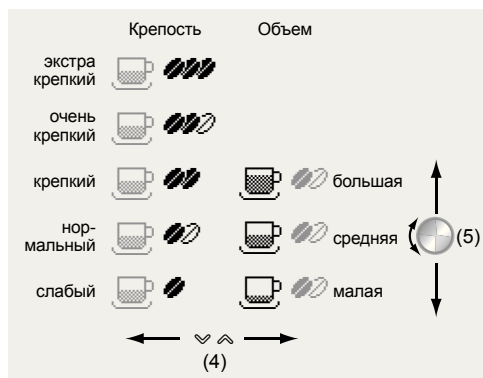 Крепость Объем
экстра
крепкий
очень
крепкий
крепкий большая
нор-
мальный средняя (5)
слабый малая
(4)